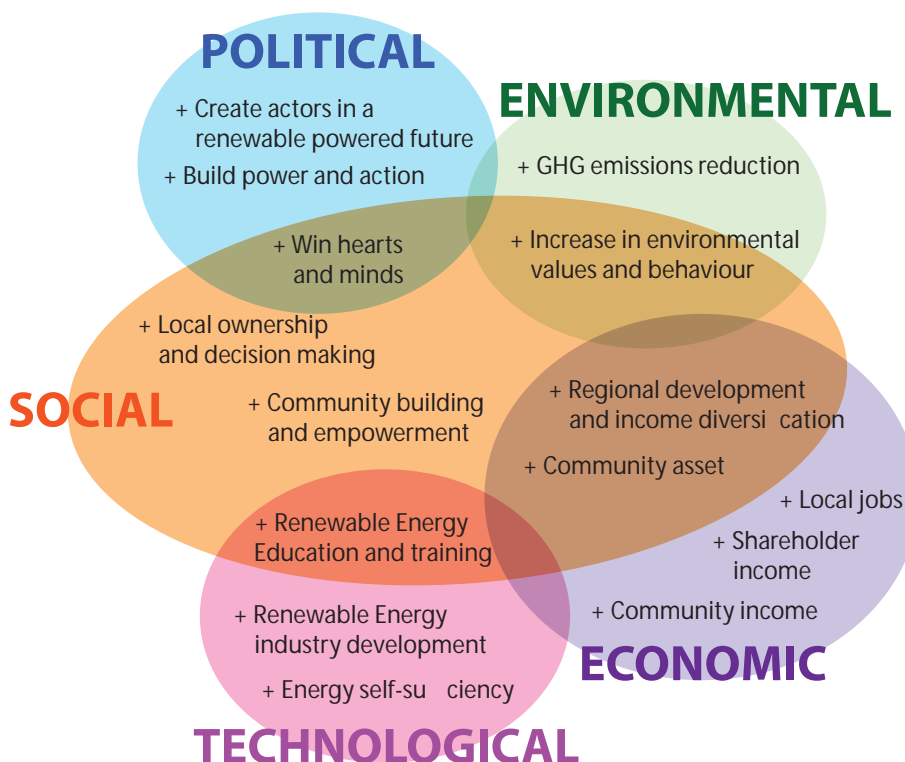 POLITICAL
+ Create actors in a
renewable powered future
+ Build power and action
ENVIRONMENTAL
+ GHG emissions reduction
+ Win hearts
and minds
+ Increase in environmental
values and behaviour
+ Local ownership
and decision making
SOCIAL
+ Community building
and empowerment
+ Regional development
and income diversi cation
+ Community asset
+ Local jobs
+ Shareholder
income
+ Community income
ECONOMIC
+ Renewable Energy
Education and training
+ Renewable Energy
industry development
+ Energy self-su ciency
TECHNOLOGICAL